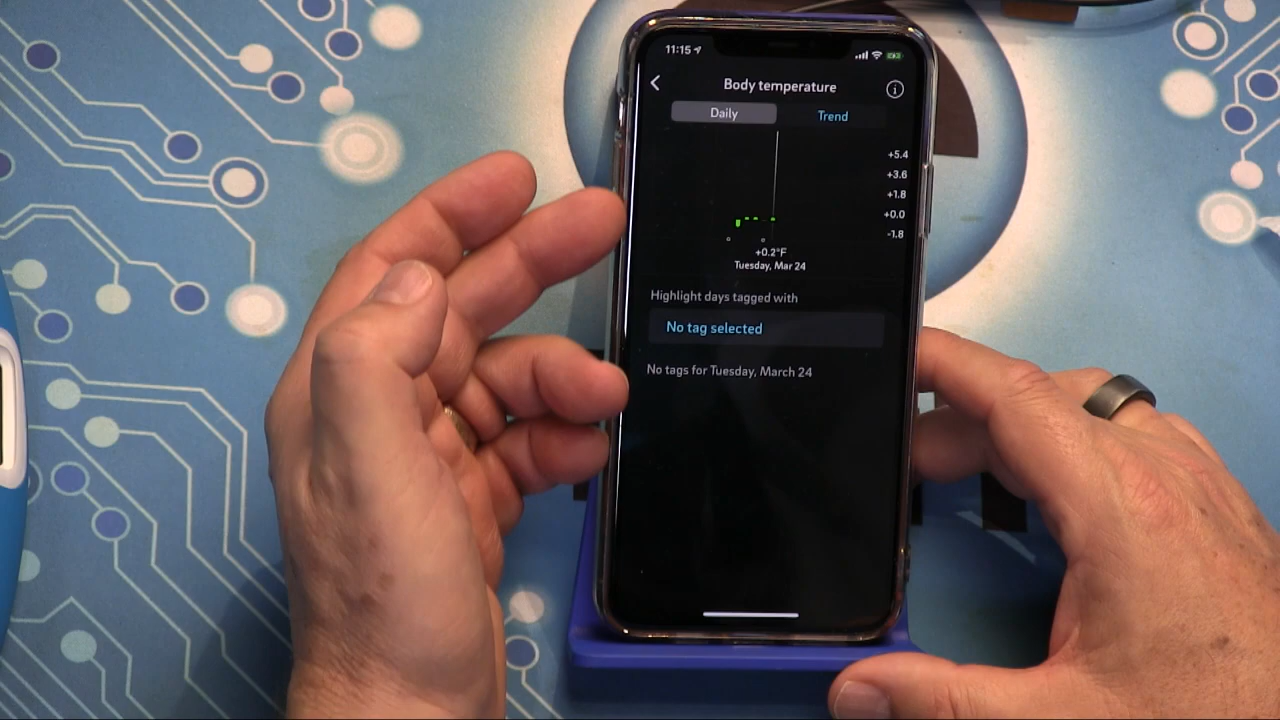 11:15
Body temperature
Daily
Trend
+5.4
+3.6
+1.8
+0.0
-1.8
+0.2°F
Tuesday, Mar 24
Highlight days tagged with
No tag selected
No tags for Tuesday, March 24